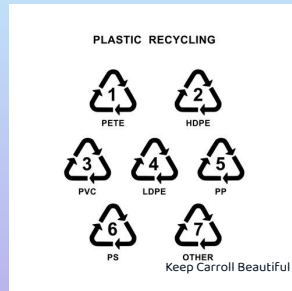 PLASTIC RECYCLING
1 2
PETE HDPE
3 4 5
PVC LDPE PP
6 7
PS OTHER
Keep Carroll Beautiful